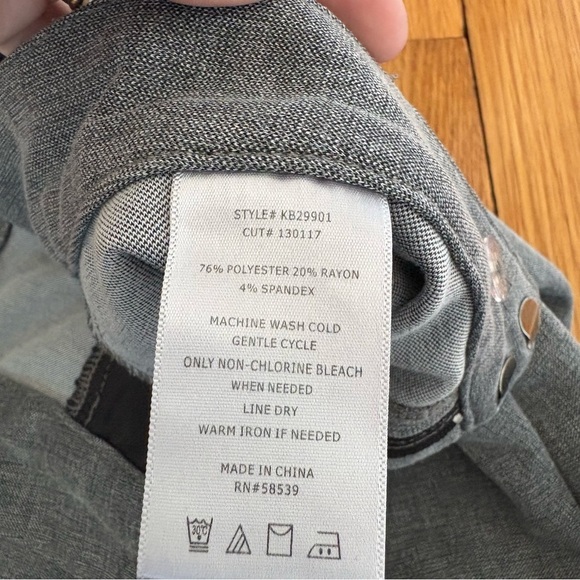 STYLE# KB29901
CUT# 130117
76% POLYESTER 20% RAYON
4% SPANDEX
MACHINE WASH COLD
GENTLE CYCLE
ONLY NON-CHLORINE BLEACH
WHEN NEEDED
LINE DRY
WARM IRON IF NEEDED
MADE IN CHINA
RN#58539
30°C